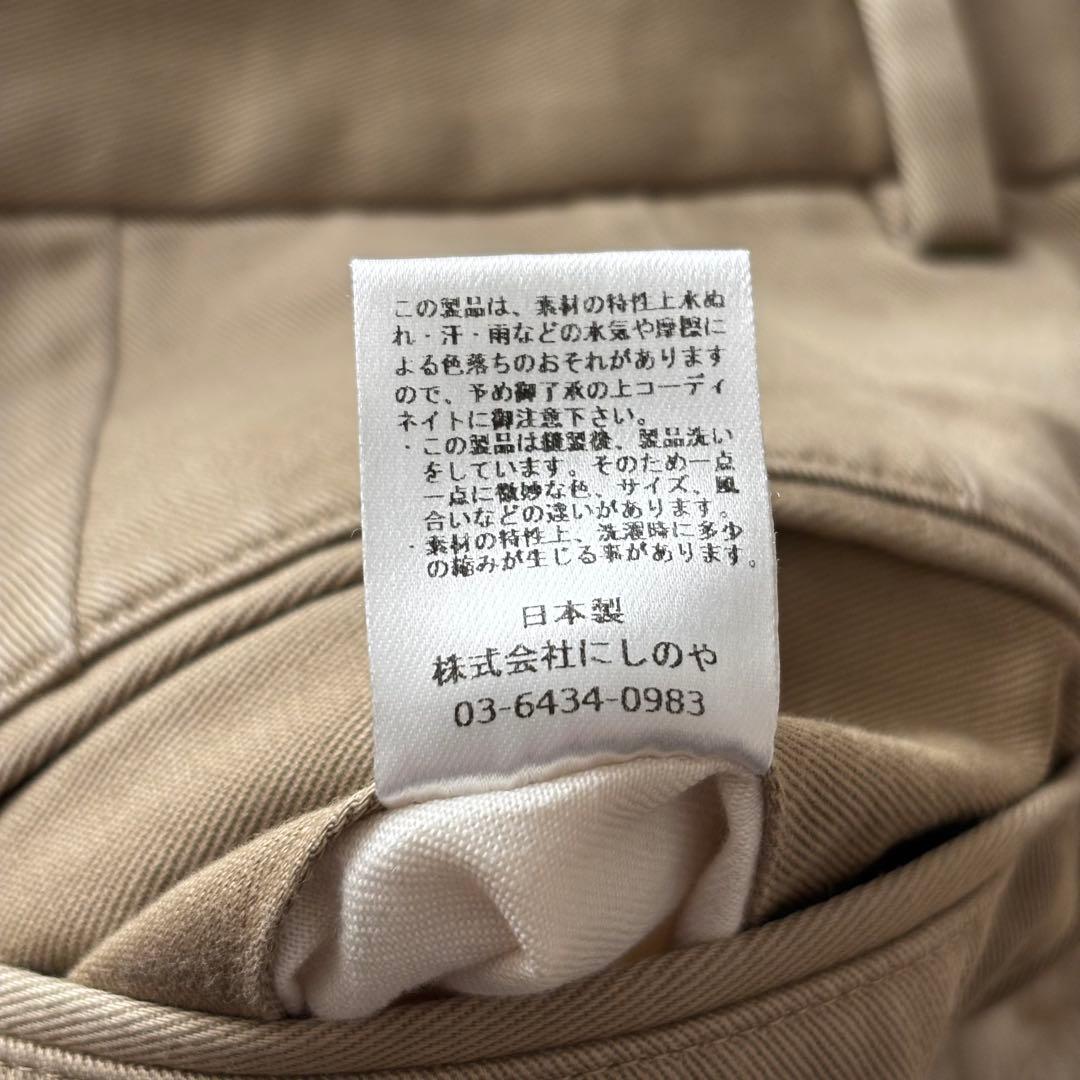 この製品は、素材の特性上水ぬ
れ・汗・雨などの水気や摩擦に
よる色落ちのおそれがあります
ので、予め御了承の上コーディ
ネイトに御注意下さい。
・この製品は縫製後、製品洗い
をしています。そのため一点
一点に微妙な色、サイズ、風
合いなどの違いがあります。
・素材の特性上、洗濯時に多少
の縮みが生じる事があります。
日本製
株式会社にしのや
03-6434-0983